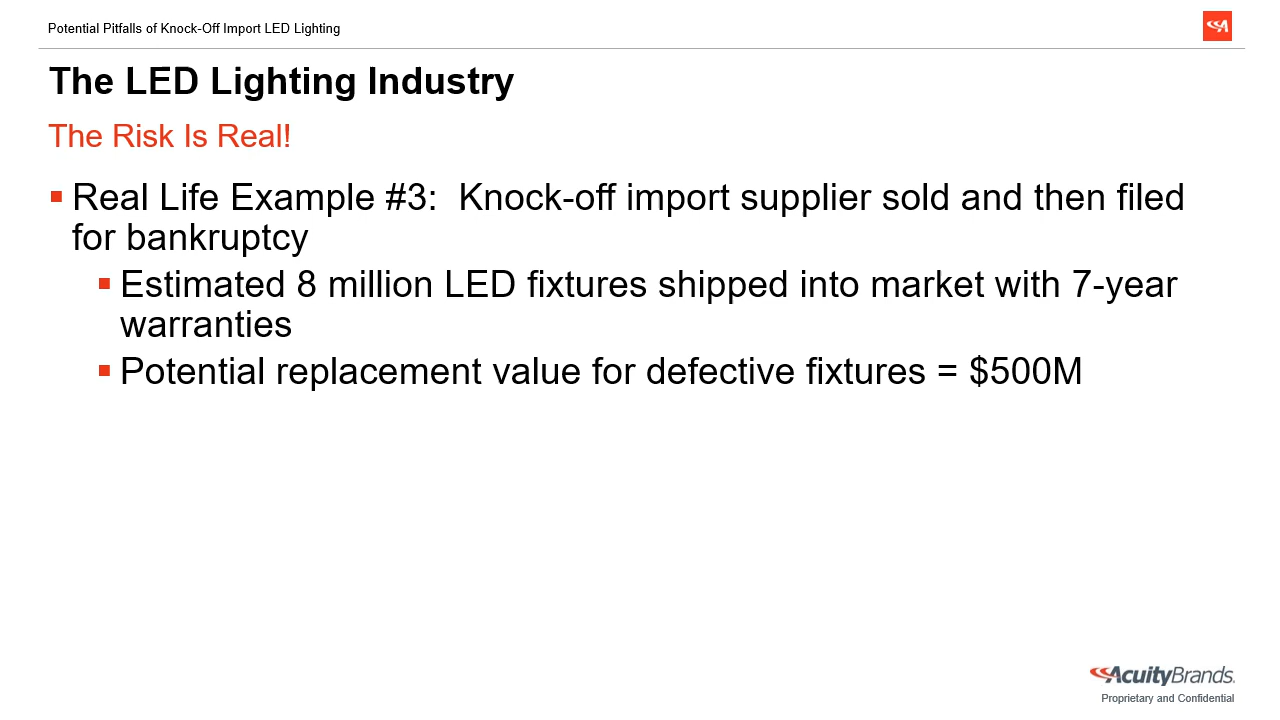 Potential Pitfalls of Knock-Off Import LED Lighting
The LED Lighting Industry
The Risk Is Real!
Real Life Example #3:  Knock-off import supplier sold and then filed
for bankruptcy
Estimated 8 million LED fixtures shipped into market with 7-year
warranties
Potential replacement value for defective fixtures = $500M
AcuityBrands.
Proprietary and Confidential